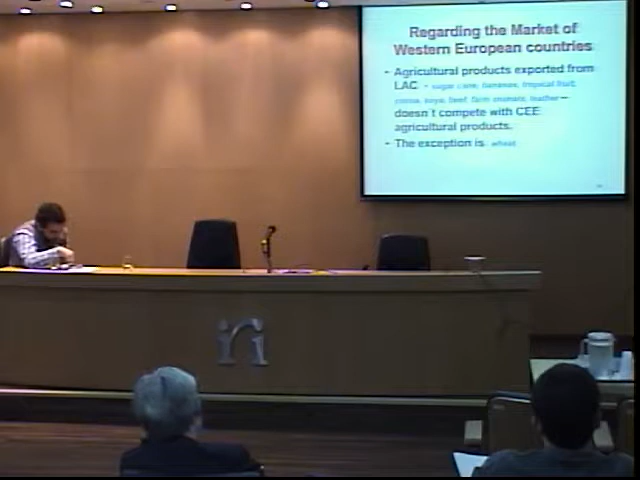 Regarding the Market of
Western European countries
• Agricultural products exported from
LAC - sugar cane, bananas, tropical fruit,
cocoa, soya, beef, farm animals, leather—
doesn't compete with CEE
agricultural products.
• The exception is wheat
iri